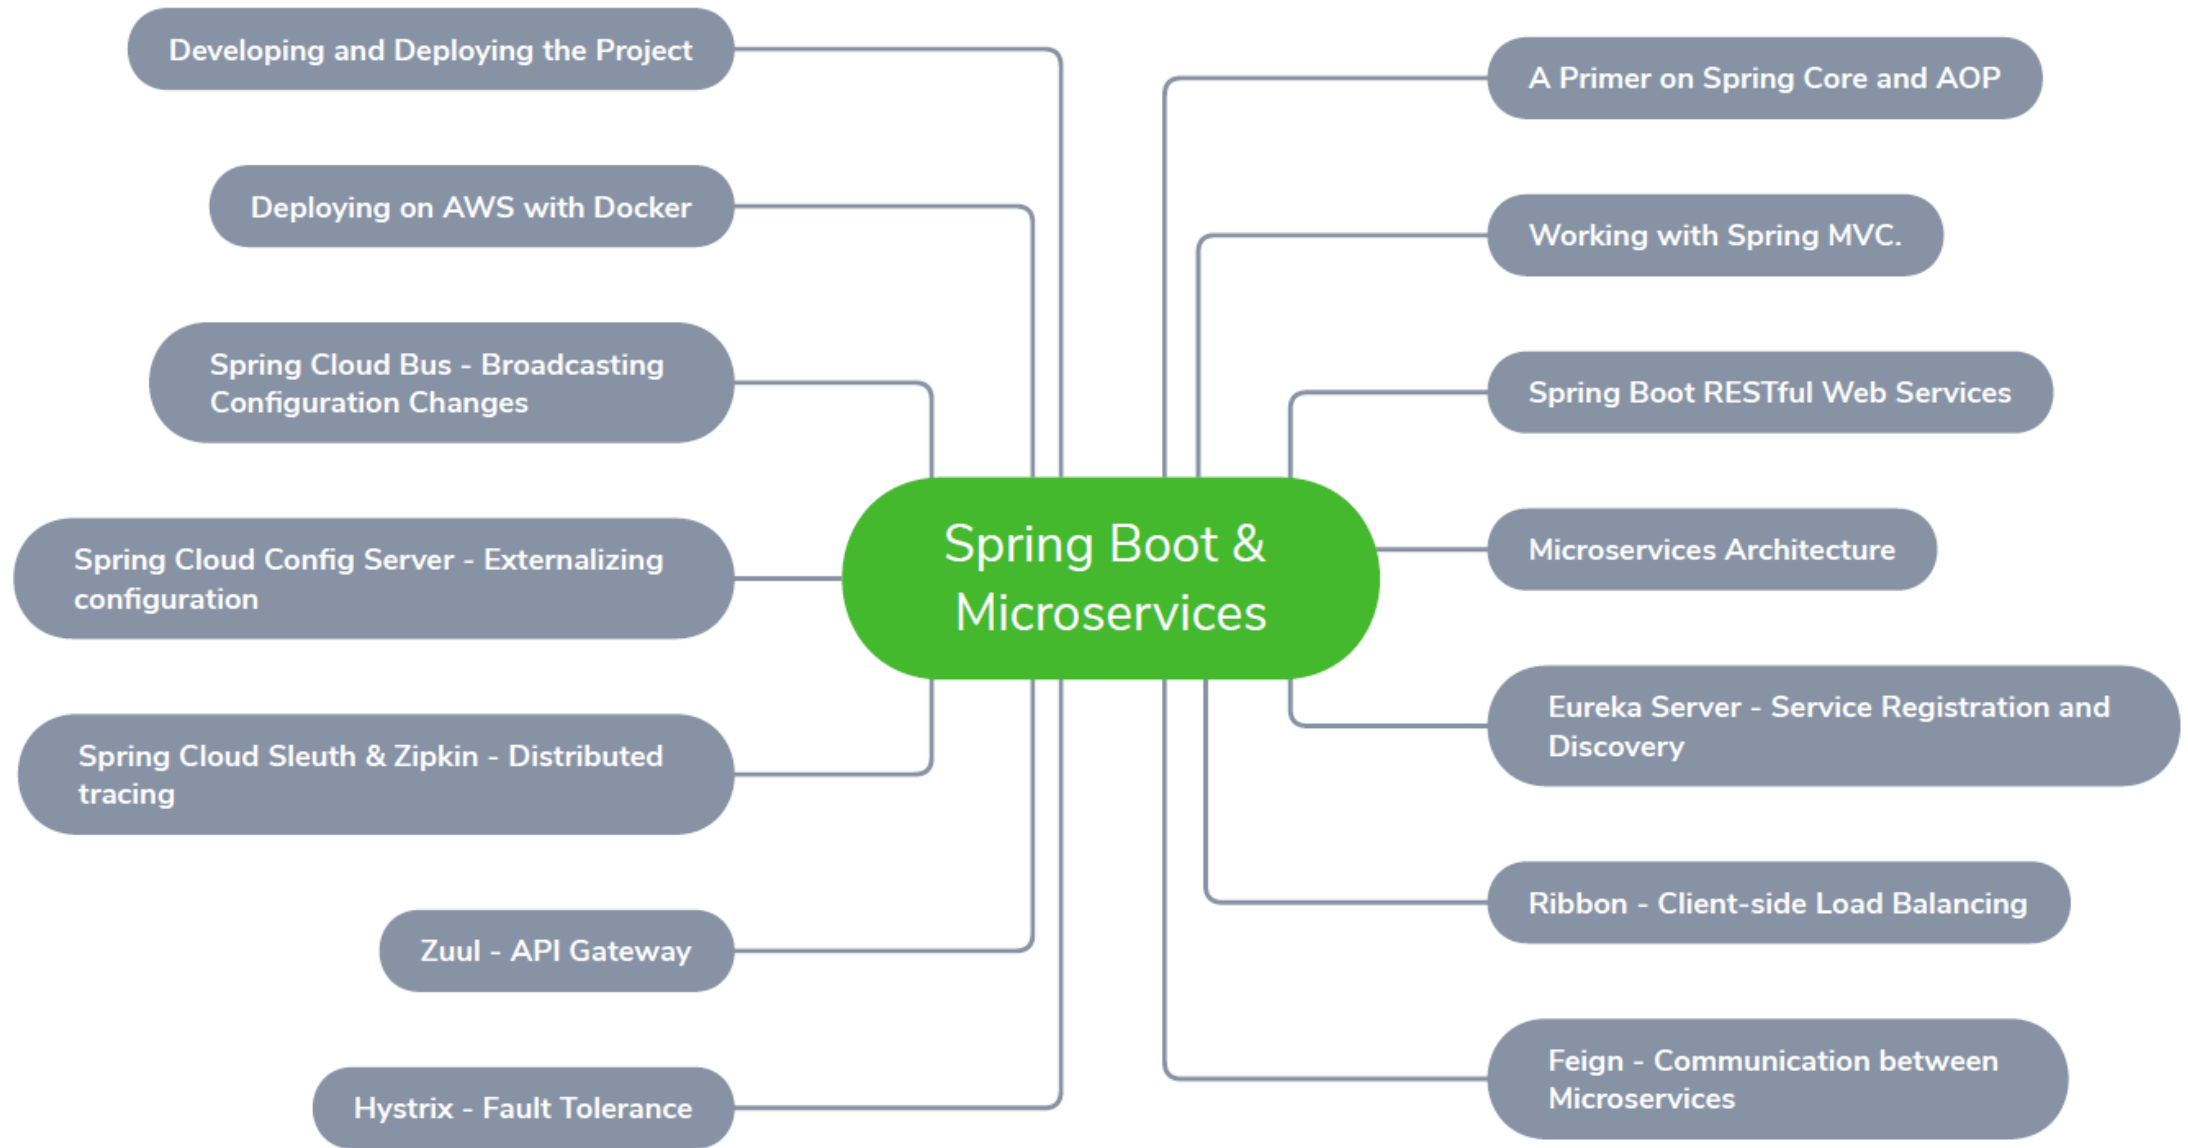 Developing and Deploying the Project
Deploying on AWS with Docker
Spring Cloud Bus - Broadcasting
Configuration Changes
Spring Cloud Config Server - Externalizing
configuration
Spring Cloud Sleuth & Zipkin - Distributed
tracing
Zuul - API Gateway
Hystrix - Fault Tolerance
Spring Boot &
Microservices
A Primer on Spring Core and AOP
Working with Spring MVC.
Spring Boot RESTful Web Services
Microservices Architecture
Eureka Server - Service Registration and
Discovery
Ribbon - Client-side Load Balancing
Feign - Communication between
Microservices